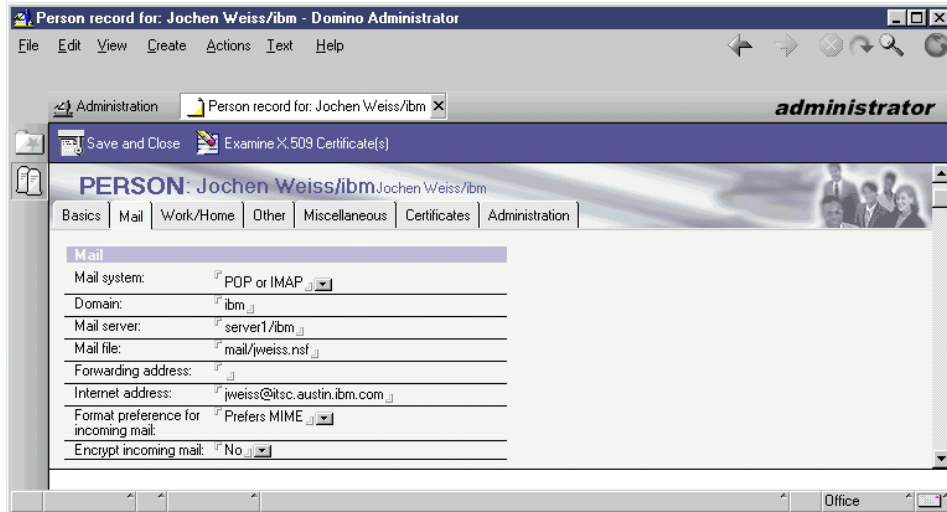 Person record for: Jochen Weiss/ibm - Domino Administrator
File Edit View Create Actions Text Help
Administration Person record for: Jochen Weiss/ibm administrator
Save and Close Examine X.509 Certificate(s)
PERSON: Jochen Weiss/ibm Jochen Weiss/ibm
Basics Mail Work/Home Other Miscellaneous Certificates Administration
Mail
Mail system: POP or IMAP
Domain: ibm
Mail server: server1/ibm
Mail file: mail/jweiss.nsf
Forwarding address:
Internet address: jweiss@itsc.austin.ibm.com
Format preference for Prefers MIME
incoming mail:
Encrypt incoming mail: No
Office